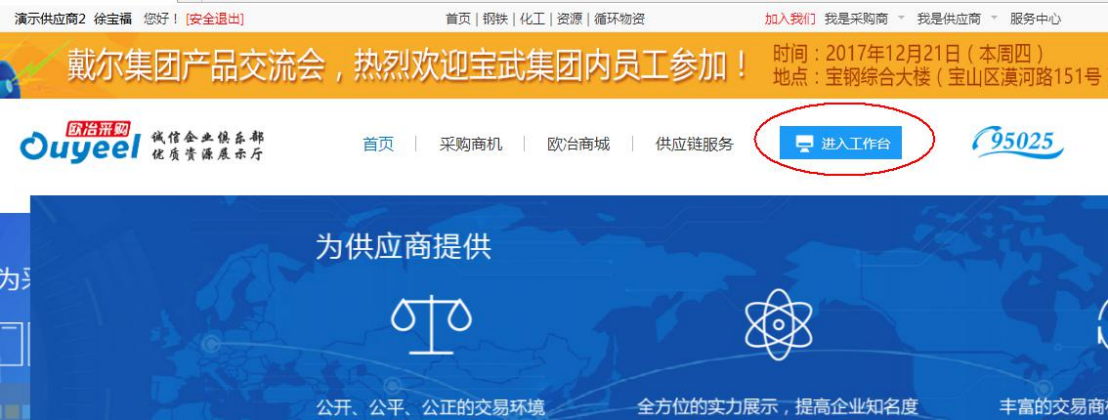 演示供应商2 徐宝福 您好！[安全退出] 首页 | 钢铁 | 化工 | 资源 | 循环物资 加入我们 我是采购商 我是供应商 服务中心
戴尔集团产品交流会，热烈欢迎宝武集团内员工参加！
时间：2017年12月21日（本周四）
地点：宝钢综合大楼（宝山区漠河路151号
欧冶采购
Ouyeel
诚信企业俱乐部
优质资源展示厅
首页 采购商机 欧冶商城 供应链服务 进入工作台 95025
为供应商提供
为采
公开、公平、公正的交易环境 全方位的实力展示，提高企业知名度 丰富的交易商